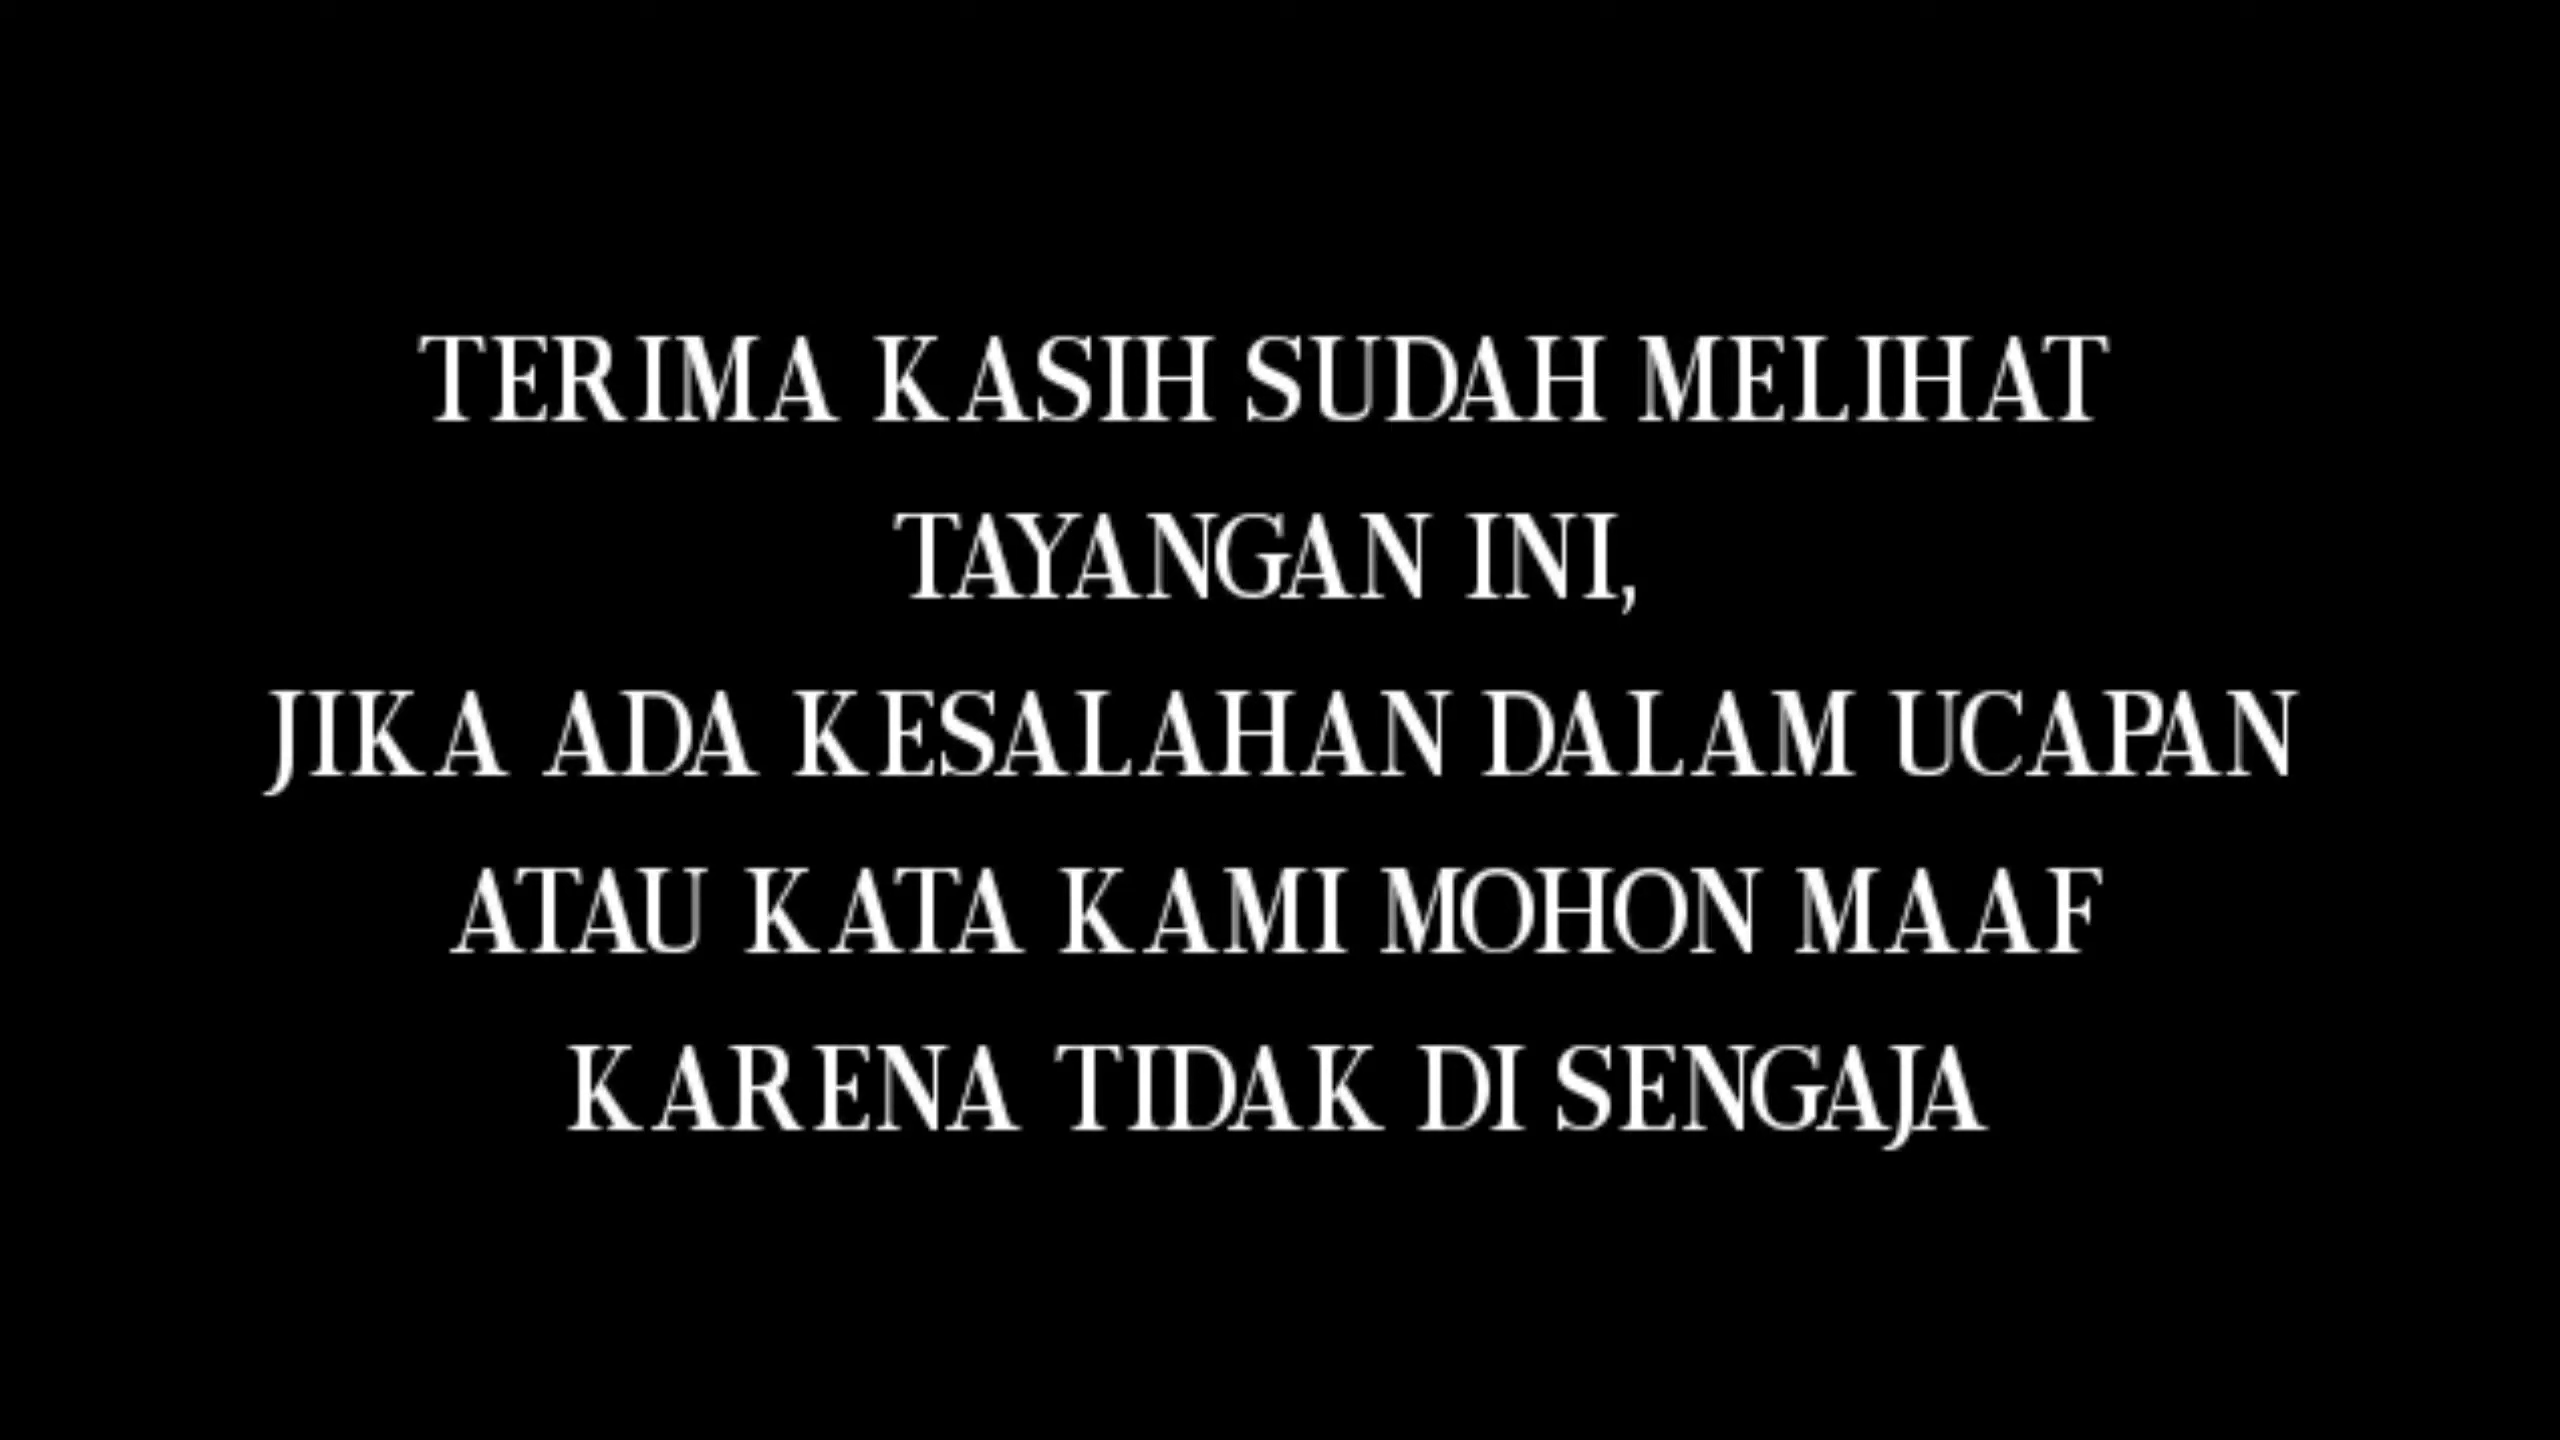 TERIMA KASIH SUDAH MELIHAT
TAYANGAN INI,
JIKA ADA KESALAHAN DALAM UCAPAN
ATAU KATA KAMI MOHON MAAF
KARENA TIDAK DI SENGAJA